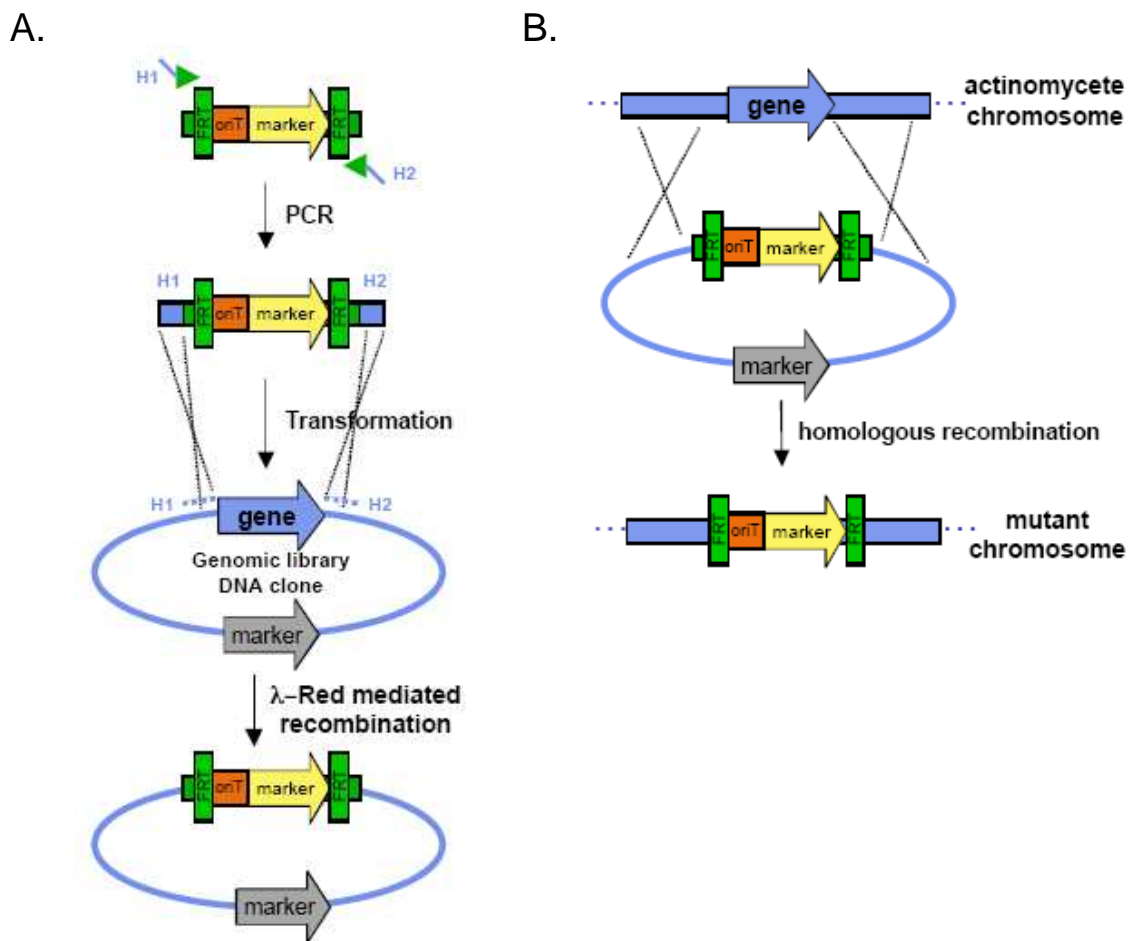 A.
H1
FRT oriT marker FRT
H2
PCR
H1 H2
FRT oriT marker FRT
Transformation
H1 H2
gene
Genomic library
DNA clone
marker
λ–Red mediated
recombination
FRT oriT marker FRT
marker
B.
gene
actinomycete
chromosome
FRT oriT marker FRT
marker
homologous recombination
FRT oriT marker FRT
mutant
chromosome